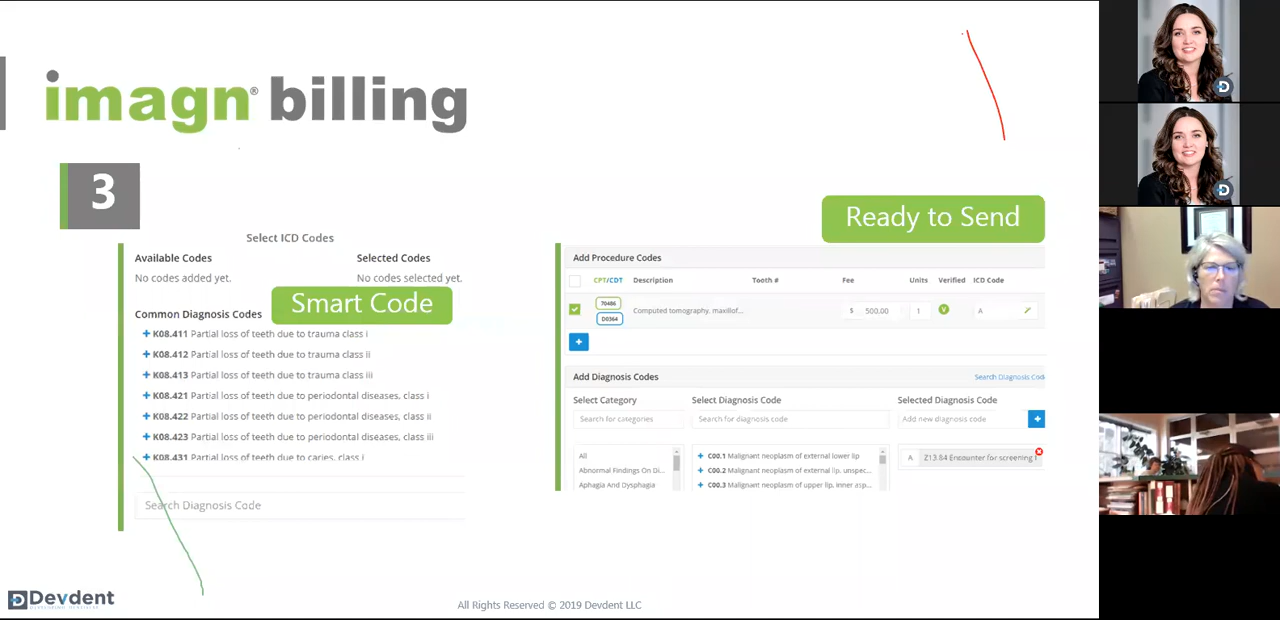 imagn® billing
3
Select ICD Codes
Available Codes
Selected Codes
No codes added yet.
No codes selected yet.
Smart Code
Common Diagnosis Codes
+ K08.411 Partial loss of teeth due to trauma class i
+ K08.412 Partial loss of teeth due to trauma class ii
+ K08.413 Partial loss of teeth due to trauma class iii
+ K08.421 Partial loss of teeth due to periodontal diseases, class i
+ K08.422 Partial loss of teeth due to periodontal diseases, class ii
+ K08.423 Partial loss of teeth due to periodontal diseases, class iii
+ K08.431 Partial loss of teeth due to caries, class i
Search Diagnosis Code
Ready to Send
Add Procedure Codes
CPT/CDT Description Tooth # Fee Units Verified ICD Code
70486
D0364
Computed tomography, maxillof... $ 500.00 1 V A
+
Add Diagnosis Codes
Search Diagnosis Cod
Select Category
Select Diagnosis Code
Selected Diagnosis Code
Search for categories
Search for diagnosis code
Add new diagnosis code
+
All
Abnormal Findings On Di...
Aphagia And Dysphagia
+ C00.1 Malignant neoplasm of external lower lip
+ C00.2 Malignant neoplasm of external lip, unspec...
+ C00.3 Malignant neoplasm of upper lip, inner asp...
A Z13.84 Encounter for screening
Devdent
All Rights Reserved © 2019 Devdent LLC